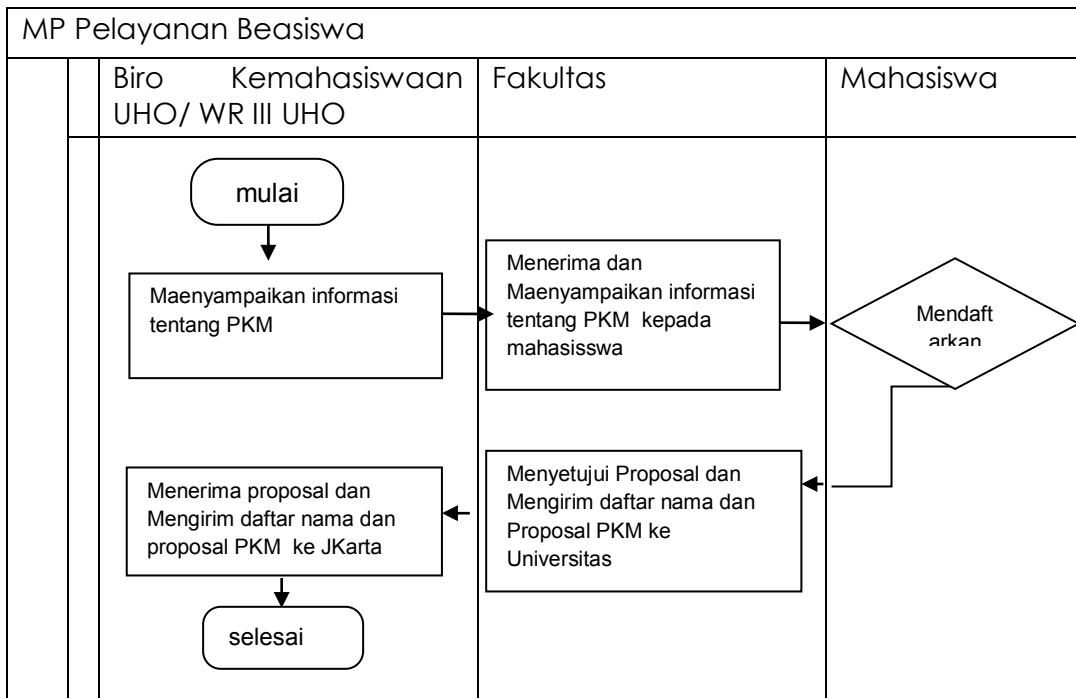 MP Pelayanan Beasiswa
Biro Kemahasiswaan
UHO/ WR III UHO
Fakultas
Mahasiswa
mulai
Maenyampaikan informasi
tentang PKM
Menerima dan
Maenyampaikan informasi
tentang PKM kepada
mahasisswa
Mendaft
arkan
Menyetujui Proposal dan
Mengirim daftar nama dan
Proposal PKM ke
Universitas
Menerima proposal dan
Mengirim daftar nama dan
proposal PKM ke JKarta
selesai